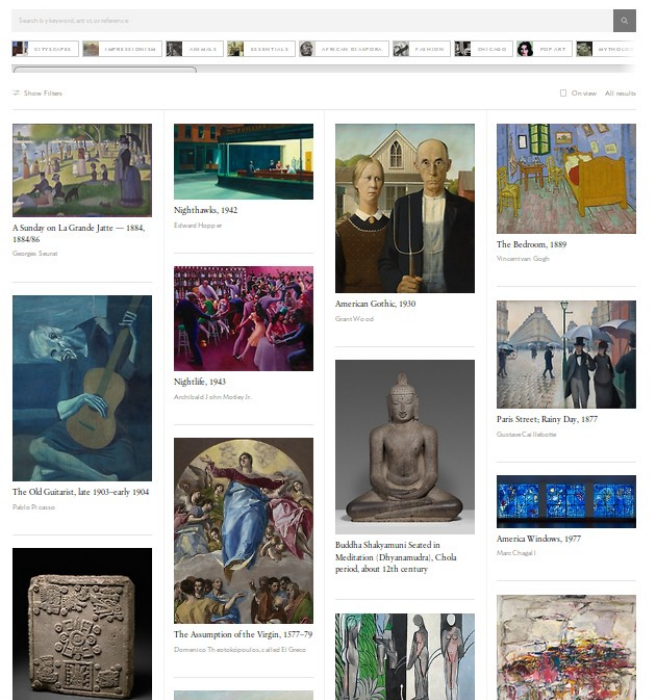 Search by keyword, artist, or reference
CITYSCAPES
IMPRESSIONISM
ANIMALS
ESSENTIALS
AFRICAN DIASPORA
FASHION
CHICAGO
POP ART
MYTHOLO
Show Filters
On view
All results
A Sunday on La Grande Jatte — 1884,
1884/86
Georges Seurat
Nighthawks, 1942
Edward Hopper
American Gothic, 1930
Grant Wood
The Bedroom, 1889
Vincent van Gogh
The Old Guitarist, late 1903–early 1904
Pablo Picasso
Nightlife, 1943
Archibald John Motley Jr.
Paris Street; Rainy Day, 1877
Gustave Caillebotte
The Assumption of the Virgin, 1577–79
Domenico Theotokópoulos, called El Greco
Buddha Shakyamuni Seated in
Meditation (Dhyanamudra), Chola
period, about 12th century
America Windows, 1977
Marc Chagall